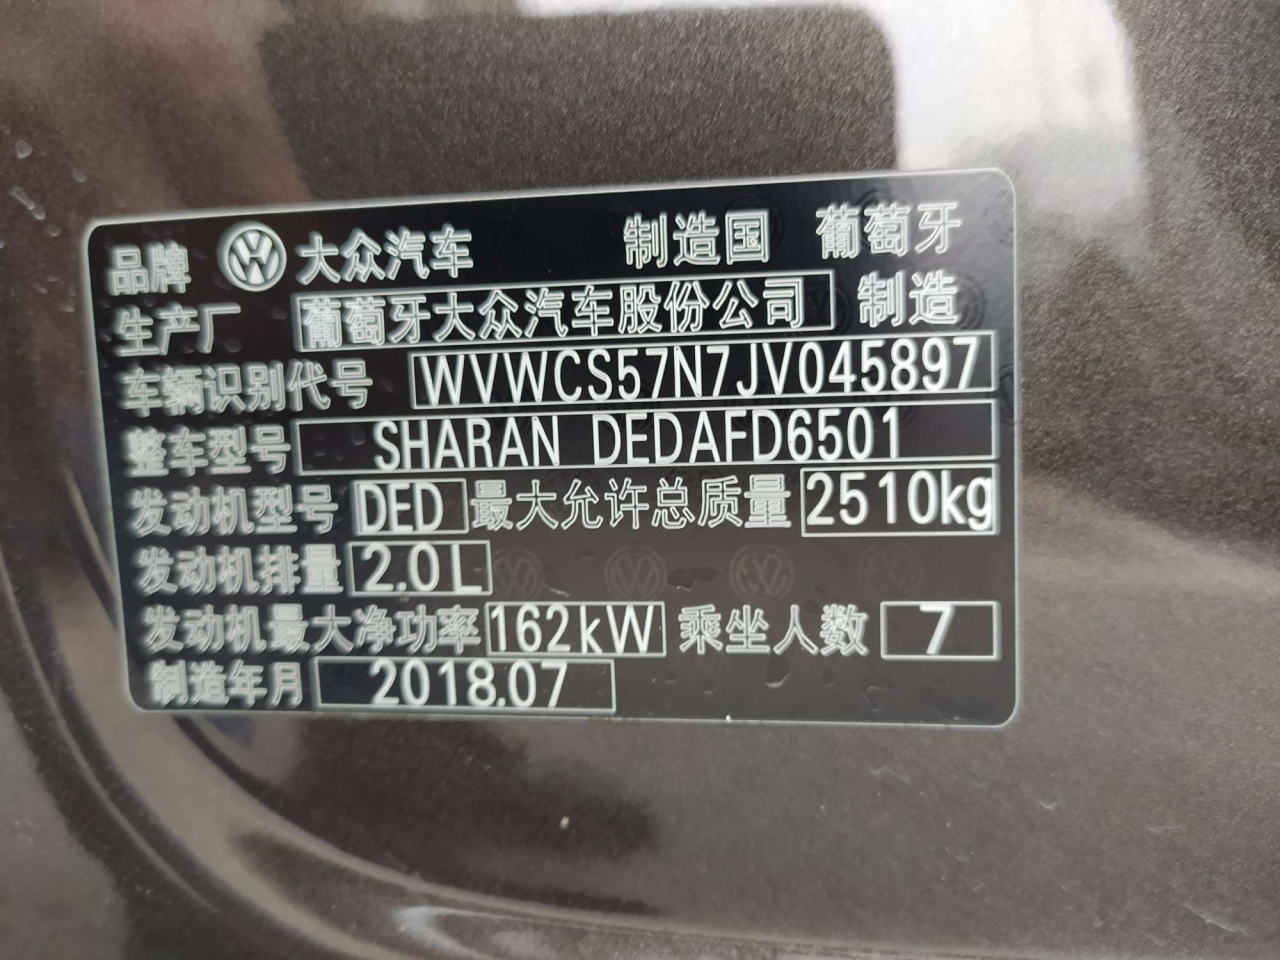 品牌 大众汽车 制造国 葡萄牙
生产厂 葡萄牙大众汽车股份公司 制造
车辆识别代号 WVWCS57N7JV045897
整车型号 SHARAN DEDAFD6501
发动机型号 DED 最大允许总质量 2510kg
发动机排量 2.0L
发动机最大净功率 162kW 乘坐人数 7
制造年月 2018.07